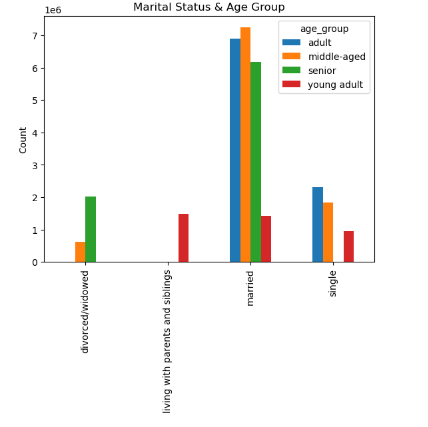 Marital Status & Age Group
1e6
7
6
5
4
3
2
1
0
Count
age_group
adult
middle-aged
senior
young adult
divorced/widowed
living with parents and siblings
married
single